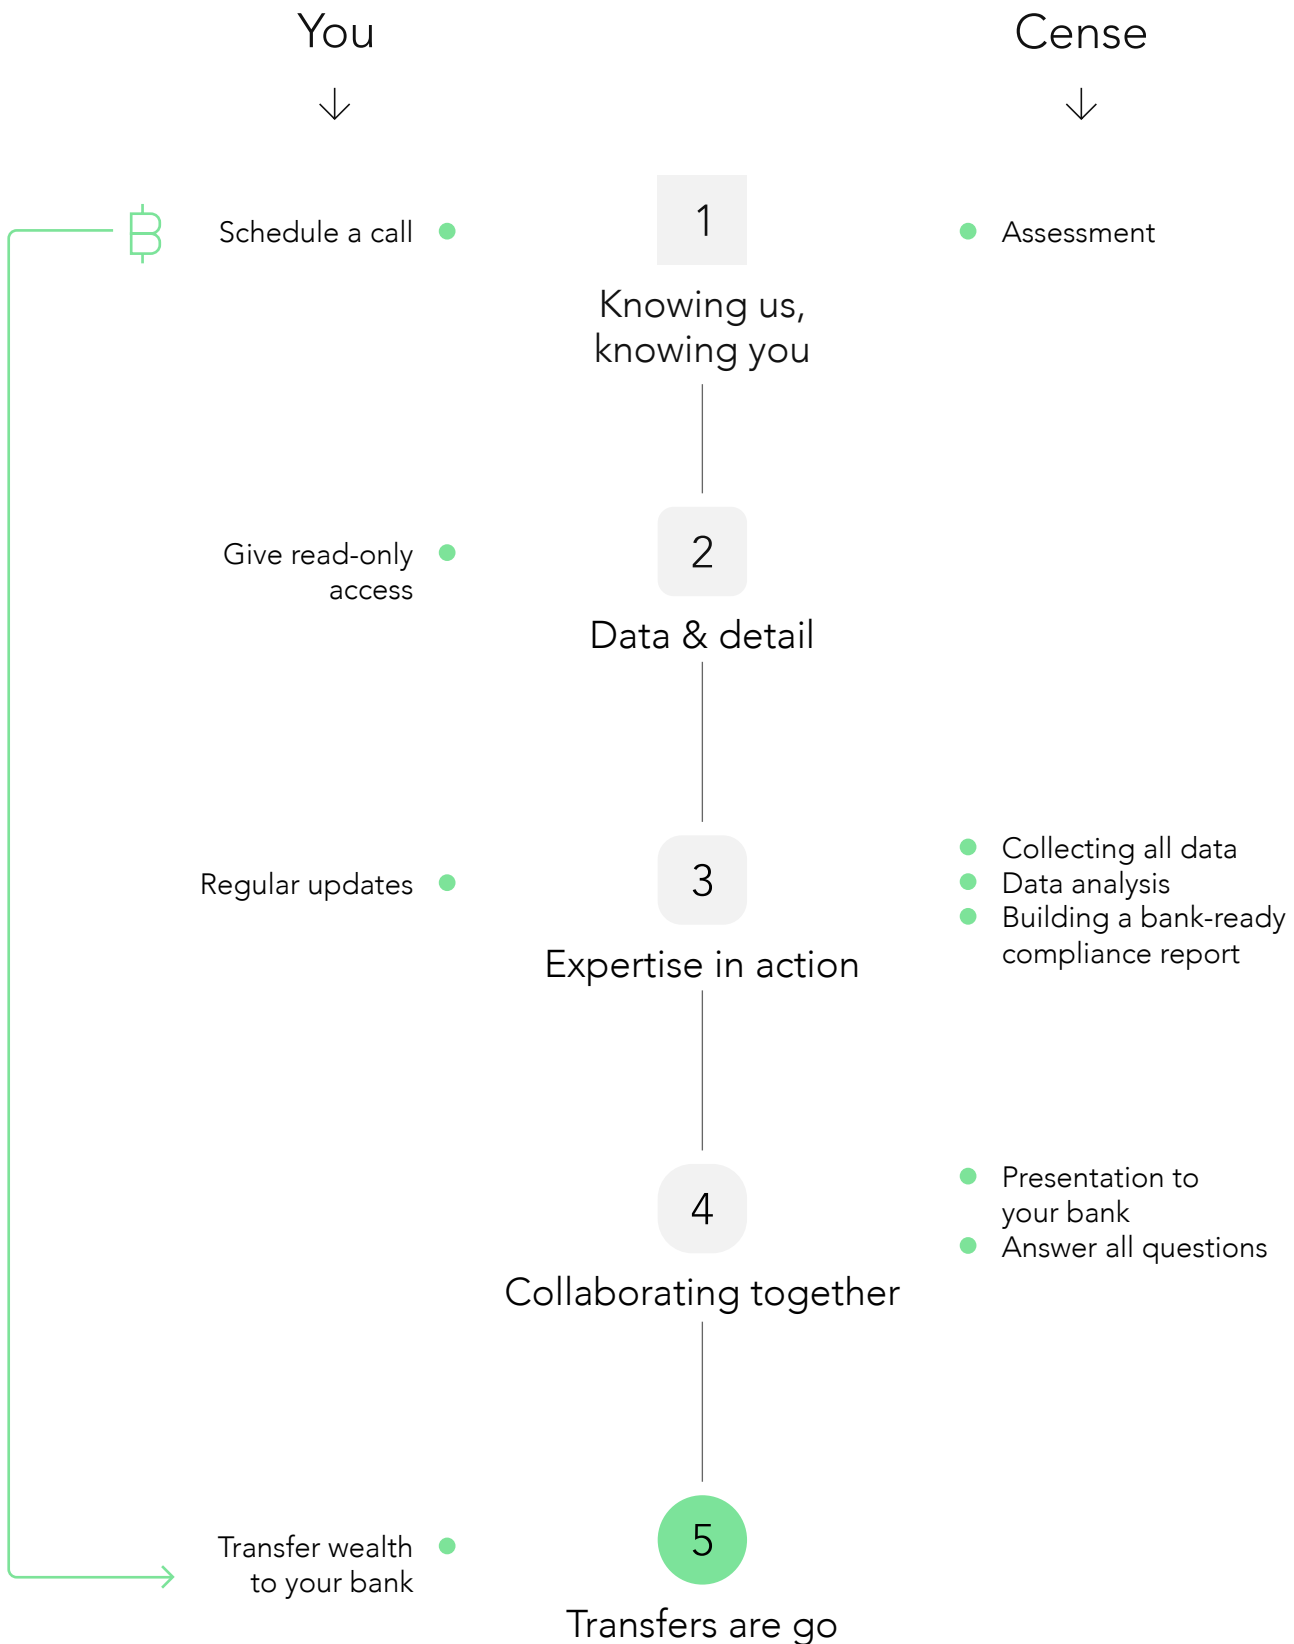 You
Cense
Schedule a call
1
Assessment
Knowing us,
knowing you
Give read-only
access
2
Data & detail
Regular updates
3
Collecting all data
Data analysis
Building a bank-ready
compliance report
Expertise in action
4
Presentation to
your bank
Answer all questions
Collaborating together
Transfer wealth
to your bank
5
Transfers are go